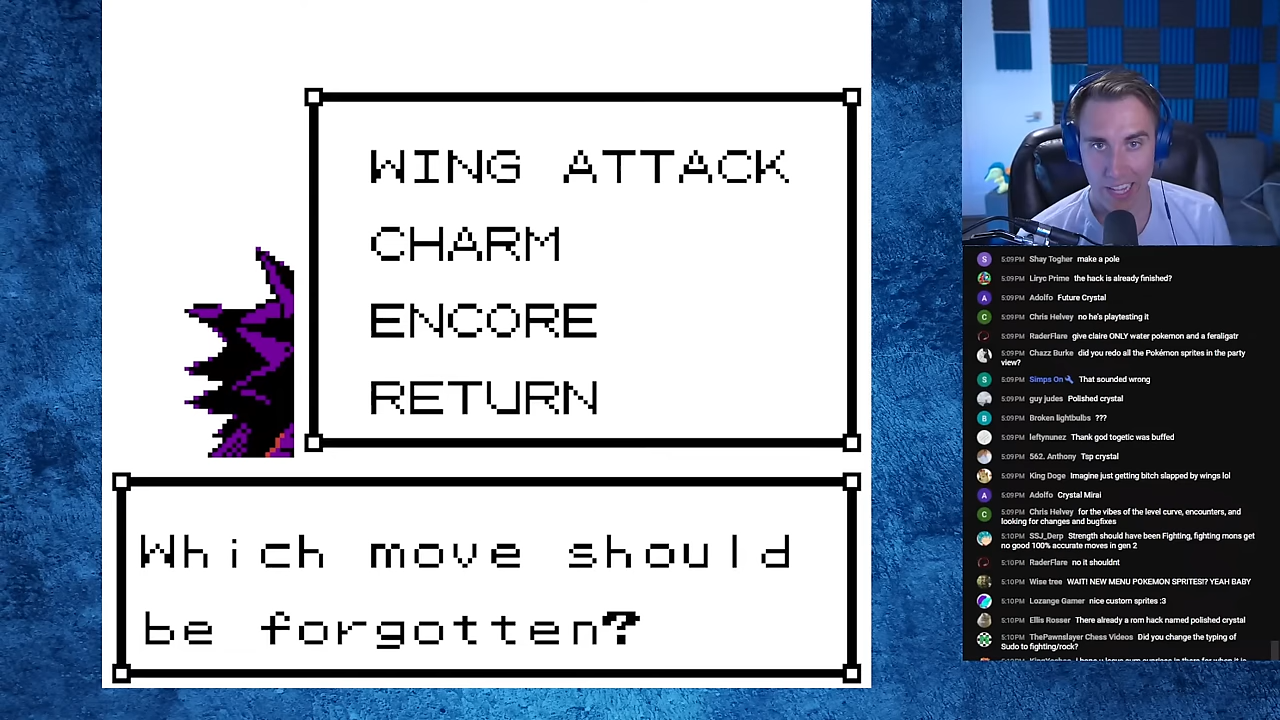 WING ATTACK
CHARM
ENCORE
RETURN
Which move should
be forgotten?
S 5:09PM Shay Togher make a pole
5:09PM Liryc Prime the hack is already finished?
A 5:09PM Adolfo Future Crystal
C 5:09PM Chris Helvey no he's playtesting it
5:09PM RaderFlare give claire ONLY water pokemon and a feraligatr
5:09PM Chazz Burke did you redo all the Pokémon sprites in the party
view?
S 5:09PM Simps On That sounded wrong
5:09PM guy judes Polished crystal
B 5:09PM Broken lightbulbs ???
5:09PM leftynunez Thank god togetic was buffed
5:09PM 562. Anthony Tsp crystal
5:09PM King Doge Imagine just getting bitch slapped by wings lol
A 5:09PM Adolfo Crystal Mirai
C 5:09PM Chris Helvey for the vibes of the level curve, encounters, and
looking for changes and bugfixes
5:10PM SSJ_Derp Strength should have been Fighting, fighting mons get
no good 100% accurate moves in gen 2
5:10PM RaderFlare no it shouldnt
5:10PM Wise tree WAIT! NEW MENU POKEMON SPRITES!? YEAH BABY
5:10PM Lozange Gamer nice custom sprites :3
5:10PM Ellis Rosser There already a rom hack named polished crystal
5:10PM ThePawnslayer Chess Videos Did you change the typing of
Sudo to fighting/rock?